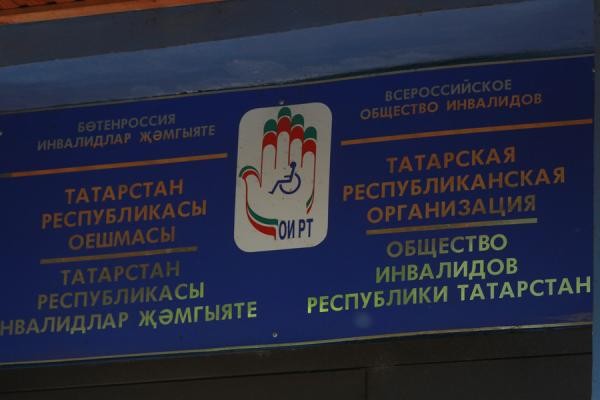 БӨТЕНРОССИЯ
ИНВАЛИДЛАР ҖӘМГЫЯТЕ
ТАТАРСТАН
РЕСПУБЛИКАСЫ
ОЕШМАСЫ
ТАТАРСТАН
РЕСПУБЛИКАСЫ
НВАЛИДЛАР ҖӘМГЫЯТЕ
ОИ РТ
ВСЕРОССИЙСКОЕ
ОБЩЕСТВО ИНВАЛИДОВ
ТАТАРСКАЯ
РЕСПУБЛИКАНСКАЯ
ОРГАНИЗАЦИЯ
ОБЩЕСТВО
ИНВАЛИДОВ
РЕСПУБЛИКИ ТАТАРСТАН